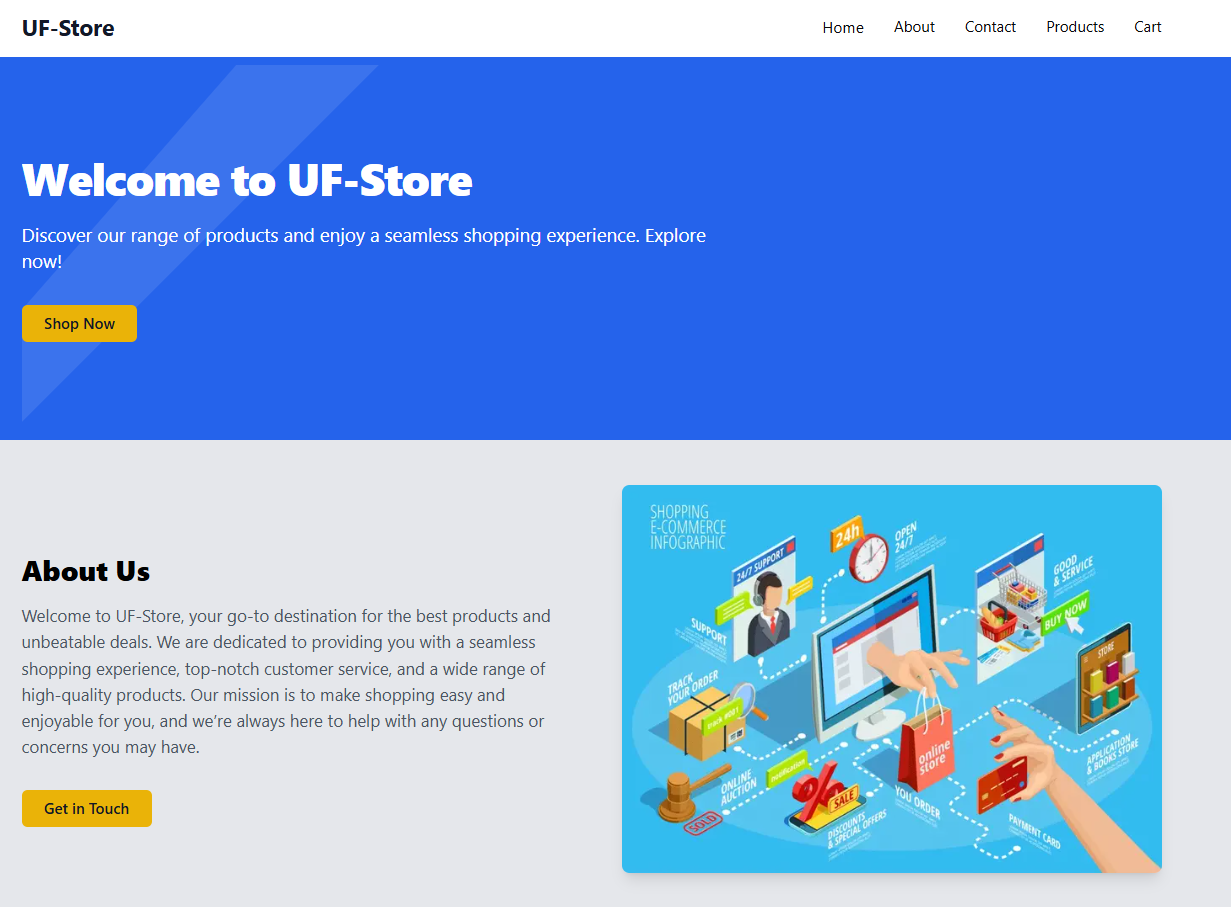 UF-Store
Home About Contact Products Cart
Welcome to UF-Store
Discover our range of products and enjoy a seamless shopping experience. Explore
now!
Shop Now
About Us
Welcome to UF-Store, your go-to destination for the best products and
unbeatable deals. We are dedicated to providing you with a seamless
shopping experience, top-notch customer service, and a wide range of
high-quality products. Our mission is to make shopping easy and
enjoyable for you, and we’re always here to help with any questions or
concerns you may have.
Get in Touch
SHOPPING
E-COMMERCE
INFOGRAPHIC
24h
OPEN
24/7
24/7 SUPPORT
GOOD
& SERVICE
SUPPORT
BUY NOW
STORE
TRACK
YOUR ORDER
track #001
online
store
APPLICATION
& BOOKS STORE
notification
ONLINE
AUCTION
SOLD
%
SALE
DISCOUNTS
& SPECIAL OFFERS
YOU ORDER
PAYMENT CARD